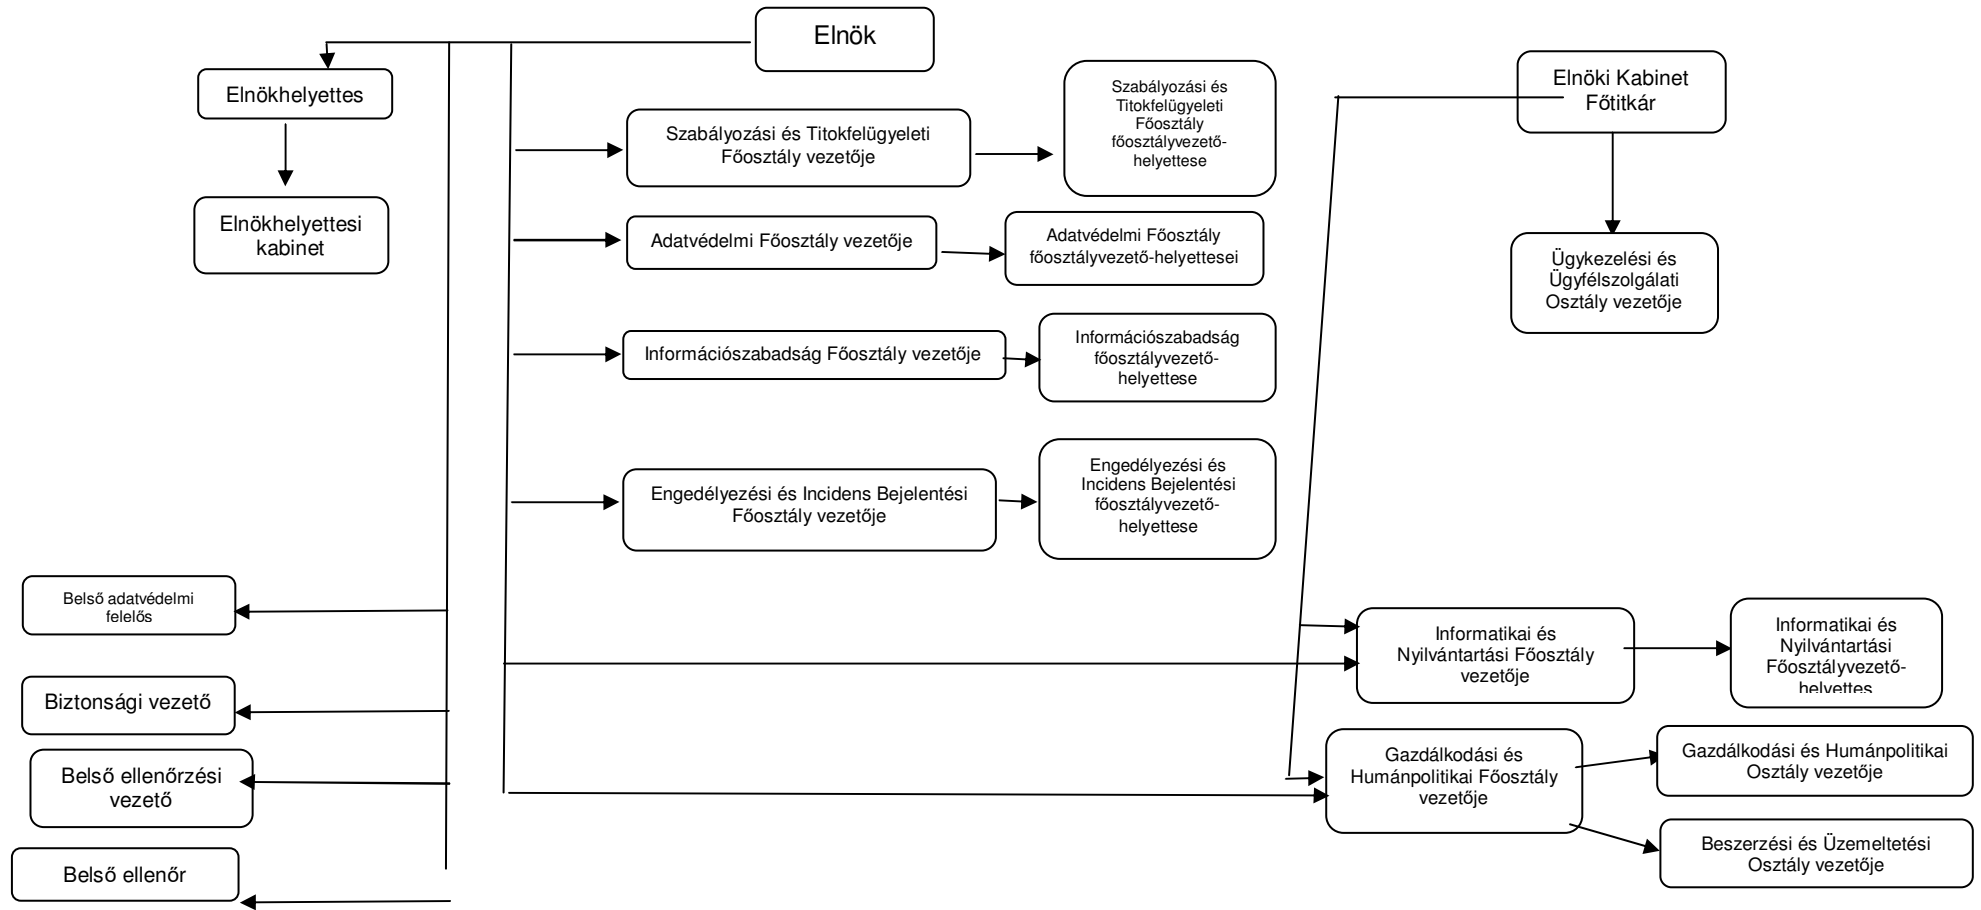 Elnök
Elnökhelyettes
Elnökhelyettesi
kabinet
Szabályozási és Titokfelügyeleti
Főosztály vezetője
Szabályozási és
Titokfelügyeleti
Főosztály
főosztályvezető-
helyettese
Elnöki Kabinet
Főtitkár
Adatvédelmi Főosztály vezetője
Adatvédelmi Főosztály
főosztályvezető-helyettesei
Ügykezelési és
Ügyfélszolgálati
Osztály vezetője
Információszabadság Főosztály vezetője
Információszabadság
főosztályvezető-
helyettese
Engedélyezési és Incidens Bejelentési
Főosztály vezetője
Engedélyezési és
Incidens Bejelentési
főosztályvezető-
helyettese
Belső adatvédelmi
felelős
Biztonsági vezető
Belső ellenőrzési
vezető
Belső ellenőr
Informatikai és
Nyilvántartási Főosztály
vezetője
Informatikai és
Nyilvántartási
Főosztályvezető-
helyettes
Gazdálkodási és
Humánpolitikai Főosztály
vezetője
Gazdálkodási és Humánpolitikai
Osztály vezetője
Beszerzési és Üzemeltetési
Osztály vezetője